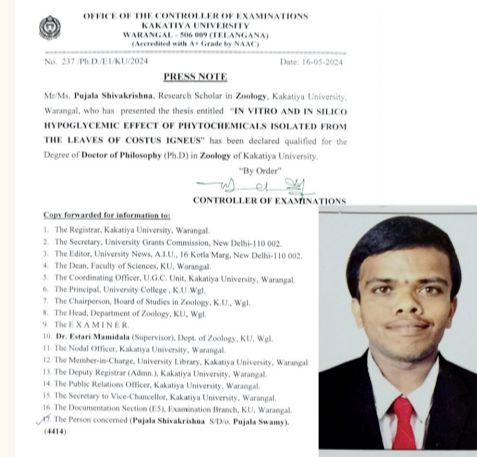 OFFICE OF THE CONTROLLER OF EXAMINATIONS
KAKATIYA UNIVERSITY
WARANGAL - 506 009 (TELANGANA)
(Accredited with A+ Grade by NAAC)
No. 237 /Ph.D./E1/KU/2024 Date: 16-05-2024
PRESS NOTE
Mr/Ms. Pujala Shivakrishna, Research Scholar in Zoology, Kakatiya University,
Warangal, who has presented the thesis entitled "IN VITRO AND IN SILICO
HYPOGLYCEMIC EFFECT OF PHYTOCHEMICALS ISOLATED FROM
THE LEAVES OF COSTUS IGNEUS" has been declared qualified for the
Degree of Doctor of Philosophy (Ph.D) in Zoology of Kakatiya University.
"By Order"
CONTROLLER OF EXAMINATIONS
Copy forwarded for information to:
1. The Registrar, Kakatiya University, Warangal.
2. The Secretary, University Grants Commission, New Delhi-110 002.
3. The Editor, University News, A.I.U., 16 Kotla Marg, New Delhi-110 002.
4. The Dean, Faculty of Sciences, KU, Warangal.
5. The Coordinating Officer, U.G.C. Unit, Kakatiya University, Warangal.
6. The Principal, University College , K.U.Wgl.
7. The Chairperson, Board of Studies in Zoology, K.U., Wgl.
8. The Head, Department of Zoology, KU, Wgl.
9. The E X A M I N E R.
10. Dr. Estari Mamidala (Supervisor), Dept. of Zoology, KU, Wgl.
11. The Nodal Officer, Kakatiya University, Warangal.
12. The Member-in-Charge, University Library, Kakatiya University, Warangal.
13. The Deputy Registrar (Admn.), Kakatiya University, Warangal.
14. The Public Relations Officer, Kakatiya University, Warangal.
15. The Secretary to Vice-Chancellor, Kakatiya University, Warangal.
16. The Documentation Section (E5), Examination Branch, KU, Warangal.
17. The Person concerned (Pujala Shivakrishna S/D/o. Pujala Swamy).
(4414)